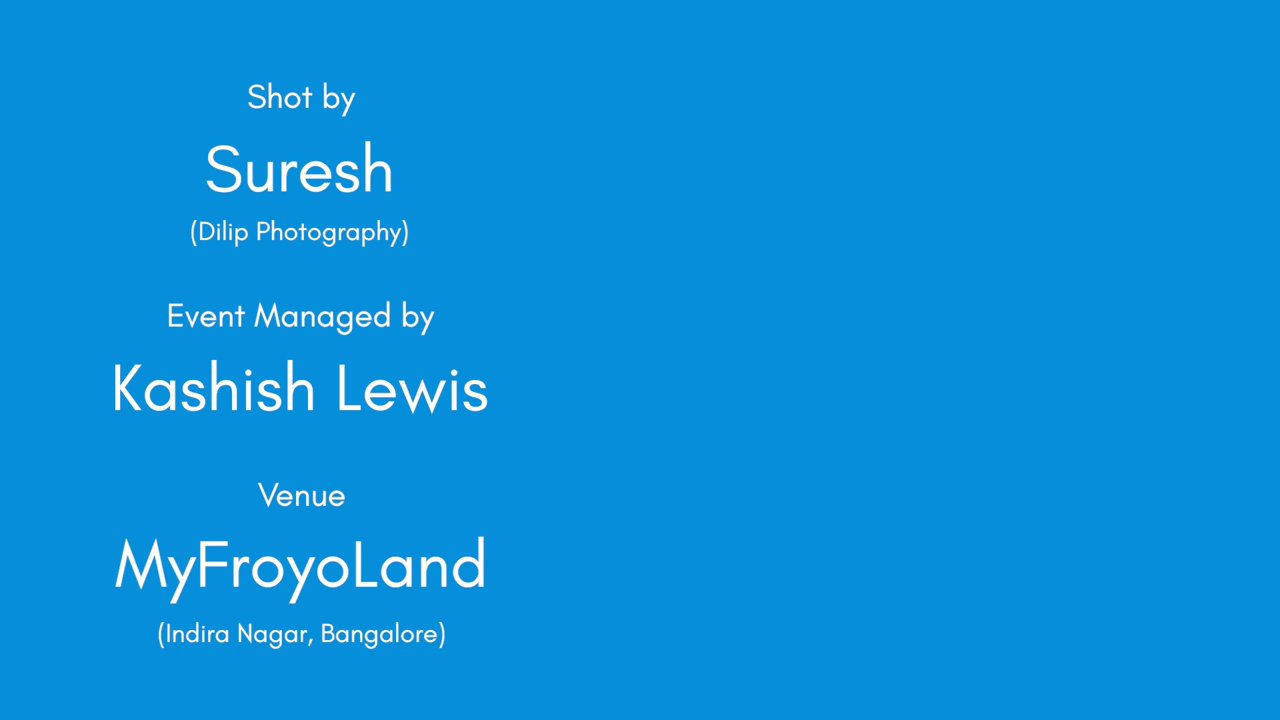 Shot by
Suresh
(Dilip Photography)
Event Managed by
Kashish Lewis
Venue
MyFroyoLand
(Indira Nagar, Bangalore)